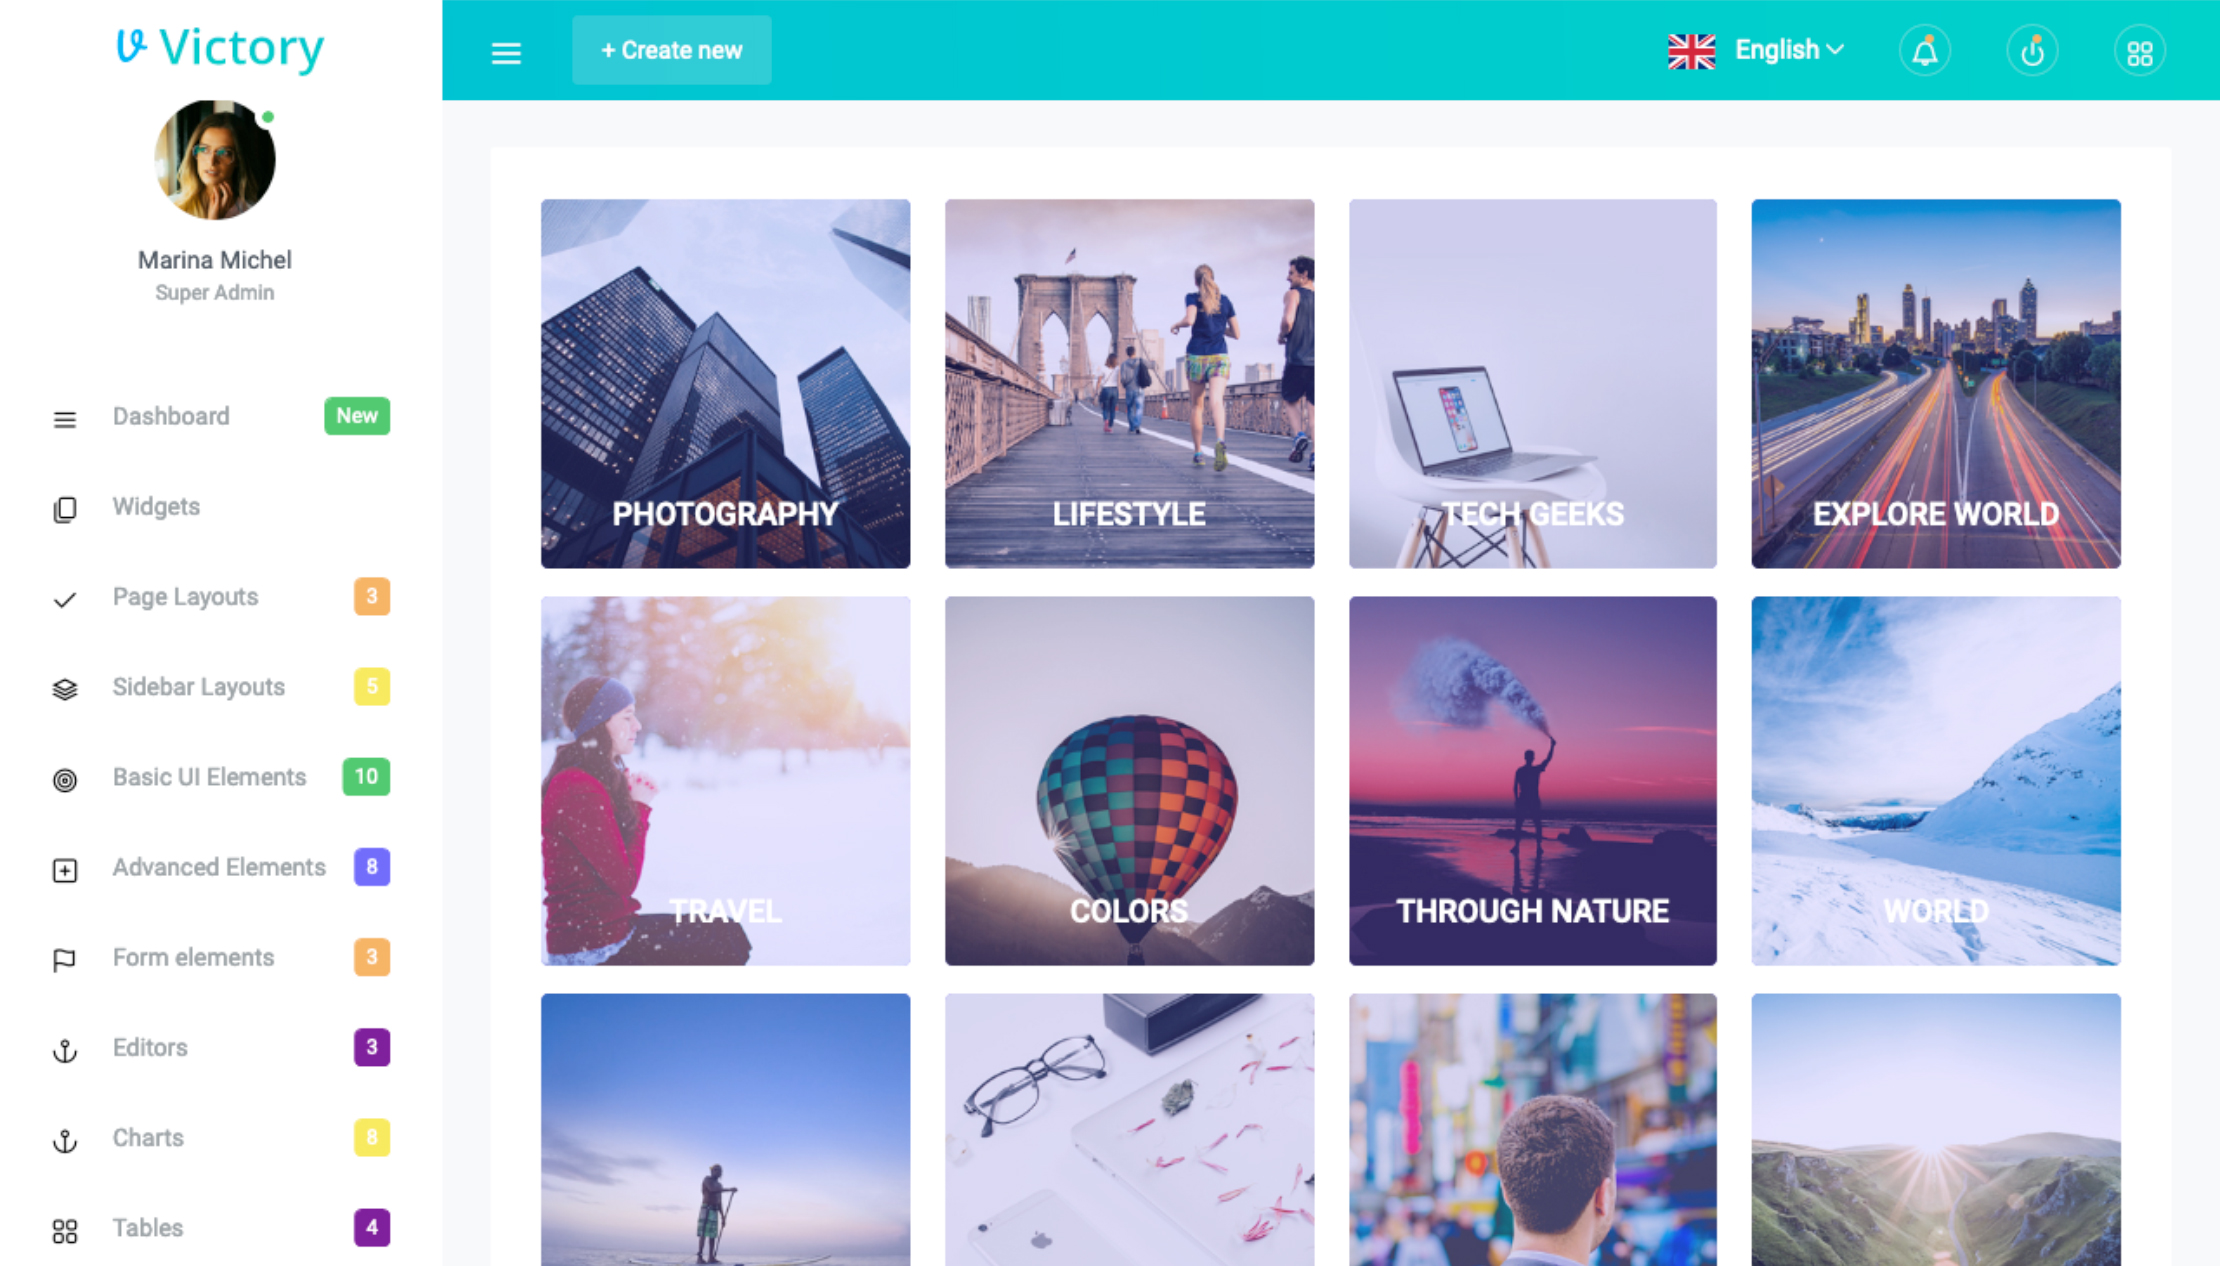 Victory
+ Create new
English
Marina Michel
Super Admin
Dashboard New
Widgets
Page Layouts 3
Sidebar Layouts 5
Basic UI Elements 10
Advanced Elements 8
Form elements 3
Editors 3
Charts 8
Tables 4
PHOTOGRAPHY
LIFESTYLE
TECH GEEKS
EXPLORE WORLD
TRAVEL
COLORS
THROUGH NATURE
WORLD